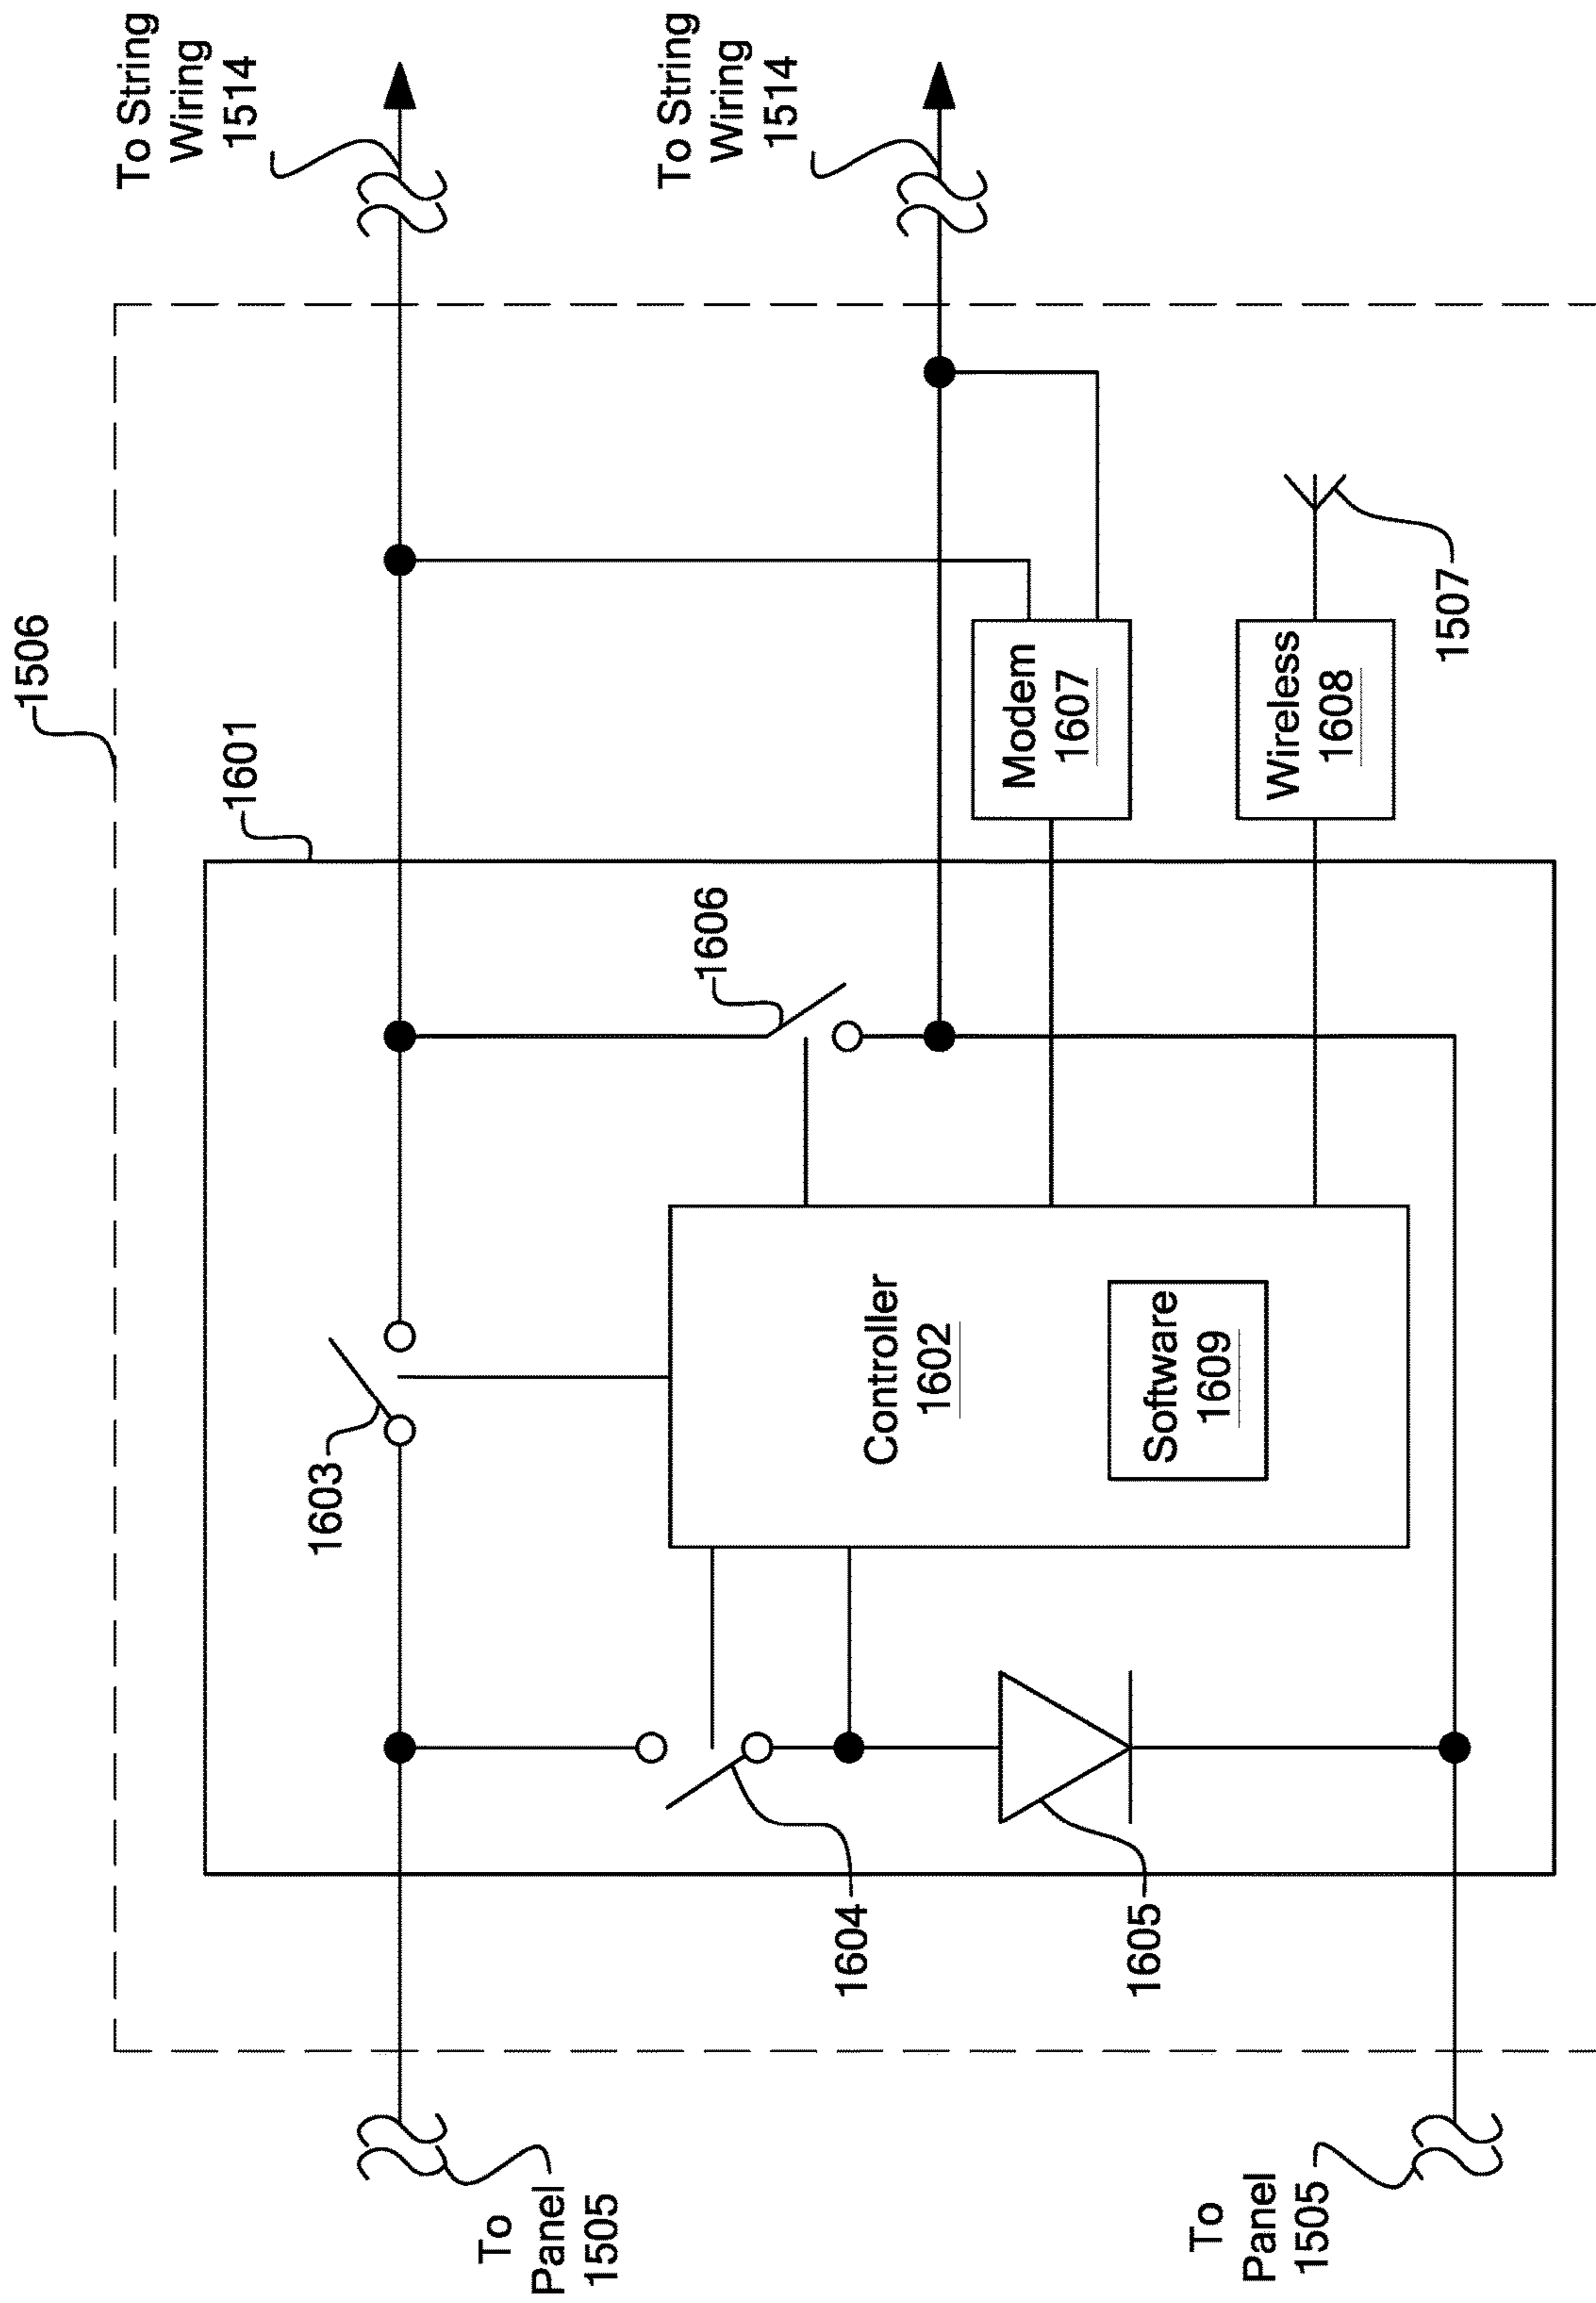 1506
1601
To String
Wiring
1514
To String
Wiring
1514
1603
1606
Controller
1602
Software
1609
Modem
1607
Wireless
1608
1507
1604
1605
To
Panel
1505
To
Panel
1505